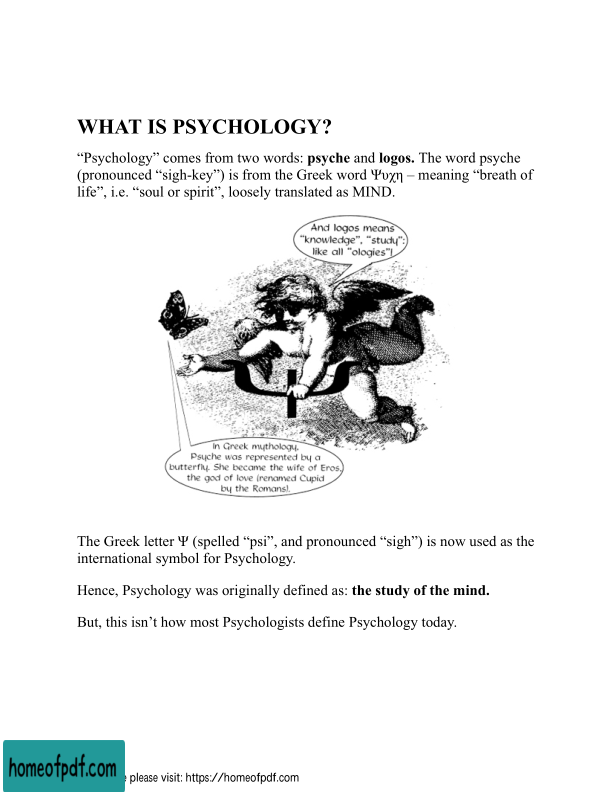 WHAT IS PSYCHOLOGY?
“Psychology” comes from two words: psyche and logos. The word psyche
(pronounced “sigh-key”) is from the Greek word Ψυχη – meaning “breath of
life”, i.e. “soul or spirit”, loosely translated as MIND.
And logos means
“knowledge”, “study”:
like all “ologies”!
In Greek mythology,
Psyche was represented by a
butterfly. She became the wife of Eros,
the god of love (renamed Cupid
by the Romans).
The Greek letter Ψ (spelled “psi”, and pronounced “sigh”) is now used as the
international symbol for Psychology.
Hence, Psychology was originally defined as: the study of the mind.
But, this isn’t how most Psychologists define Psychology today.
homeofpdf.com
please visit: https://homeofpdf.com